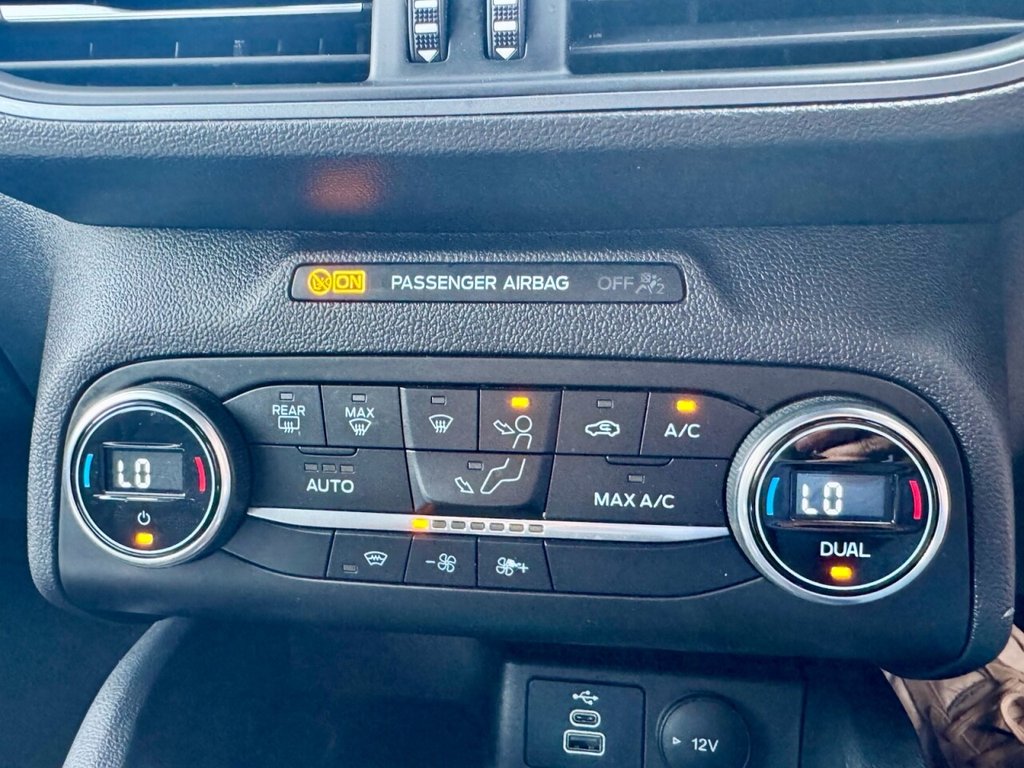 ON PASSENGER AIRBAG OFF
REAR
MAX
A/C
AUTO
MAX A/C
LO
LO
DUAL
- +
12V